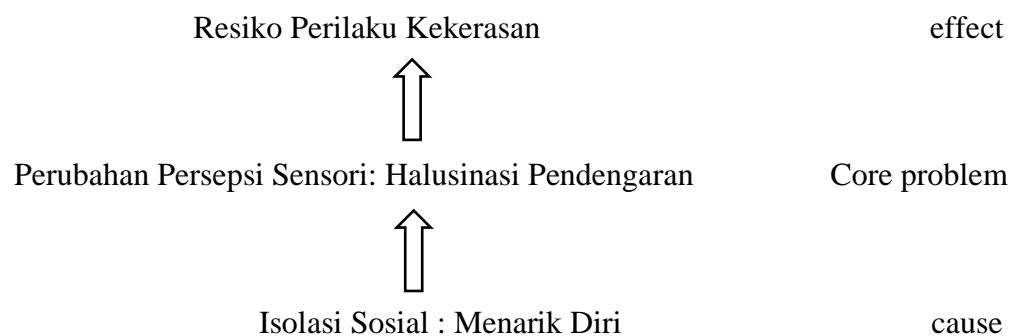 Resiko Perilaku Kekerasan effect
Perubahan Persepsi Sensori: Halusinasi Pendengaran Core problem
Isolasi Sosial : Menarik Diri cause